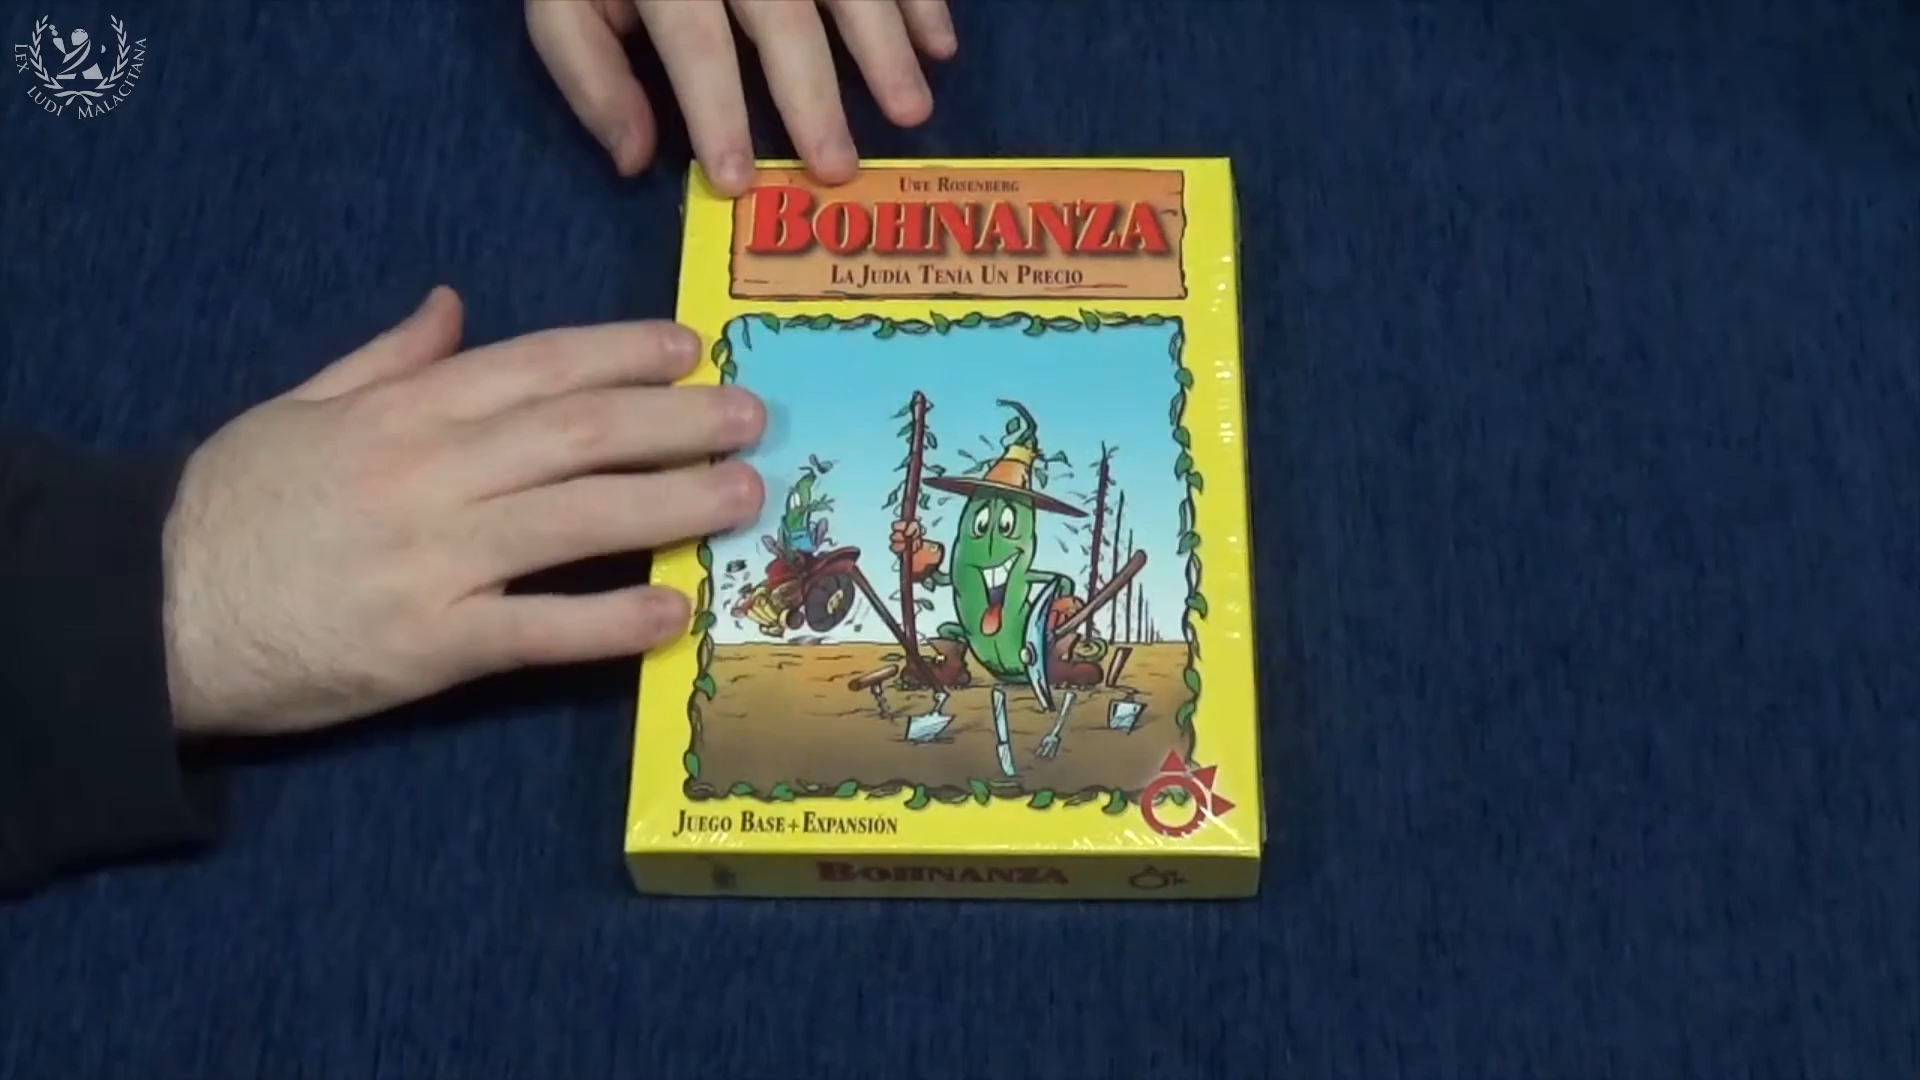 LEX LUDI MALACITANA
UWE ROSENBERG
BOHNANZA
LA JUDÍA TENÍA UN PRECIO
JUEGO BASE+EXPANSIÓN
BOHNANZA